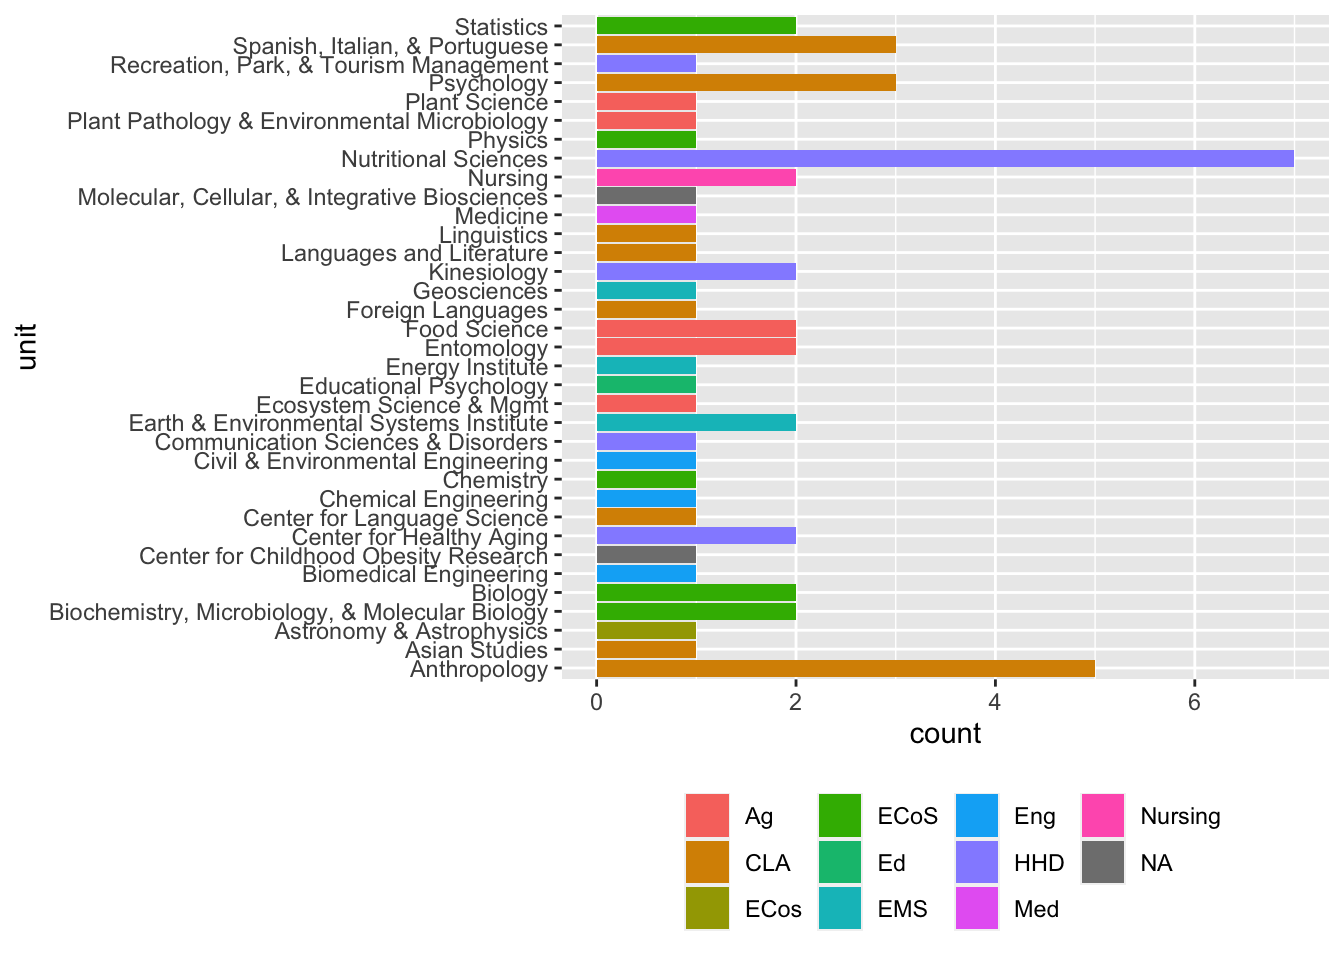 Statistics
Spanish, Italian, & Portuguese
Recreation, Park, & Tourism Management
Psychology
Plant Science
Plant Pathology & Environmental Microbiology
Physics
Nutritional Sciences
Nursing
Molecular, Cellular, & Integrative Biosciences
Medicine
Linguistics
Languages and Literature
Kinesiology
Geosciences
Foreign Languages
Food Science
Entomology
Energy Institute
Educational Psychology
Ecosystem Science & Mgmt
Earth & Environmental Systems Institute
Communication Sciences & Disorders
Civil & Environmental Engineering
Chemistry
Chemical Engineering
Center for Language Science
Center for Healthy Aging
Center for Childhood Obesity Research
Biomedical Engineering
Biology
Biochemistry, Microbiology, & Molecular Biology
Astronomy & Astrophysics
Asian Studies
Anthropology
unit
0 2 4 6
count
Ag ECoS Eng Nursing
CLA Ed HHD NA
ECos EMS Med